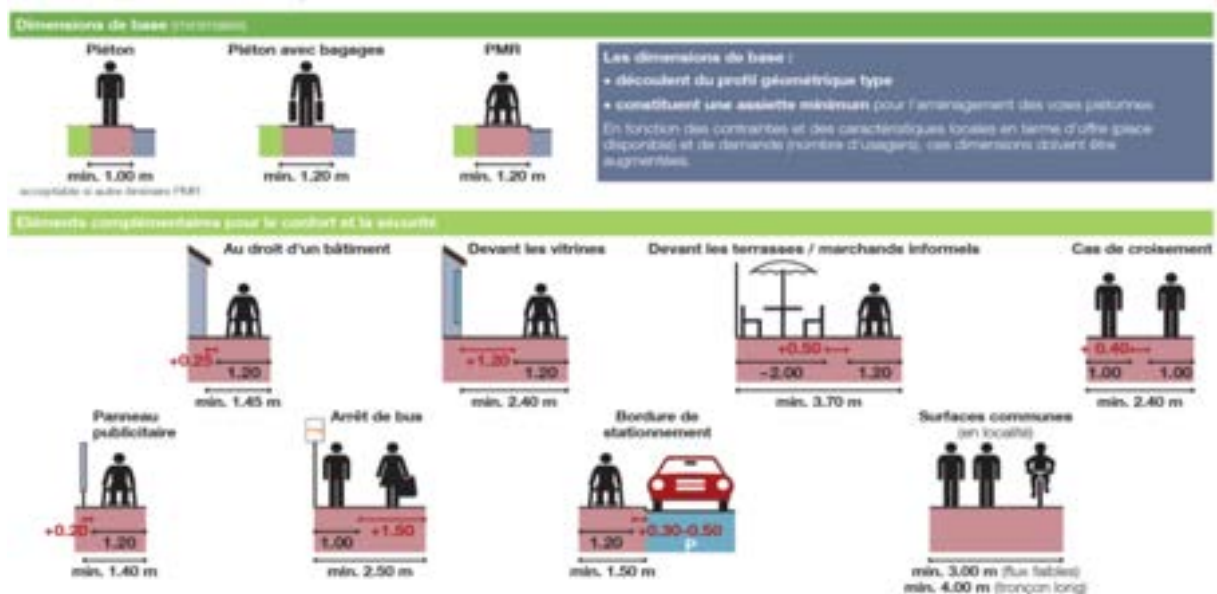 Dimensions de base (minimales)
Piéton
Piéton avec bagages
PMR
min. 1.00 m
acceptable si autre itinéraire PMR
min. 1.20 m
min. 1.20 m
Les dimensions de base :
• découlent du profil géométrique type
• constituent une assiette minimum pour l'aménagement des voies piétonnes
En fonction des contraintes et des caractéristiques locales en terme d'offre (place
disponible) et de demande (nombre d'usagers), ces dimensions doivent être
augmentées.
Eléments complémentaires pour le confort et la sécurité
Au droit d'un bâtiment
+0.25
1.20
min. 1.45 m
Devant les vitrines
+1.20
1.20
min. 2.40 m
Devant les terrasses / marchands informels
+0.50
~2.00
1.20
min. 3.70 m
Cas de croisement
+ 0.40
1.00
1.00
min. 2.40 m
Panneau
publicitaire
+0.20
1.20
min. 1.40 m
Arrêt de bus
1.00
+1.50
min. 2.50 m
Bordure de
stationnement
1.20
+0.30-0.50
P
min. 1.50 m
Surfaces communes
(en localité)
min. 3.00 m (flux faibles)
min. 4.00 m (tronçon long)